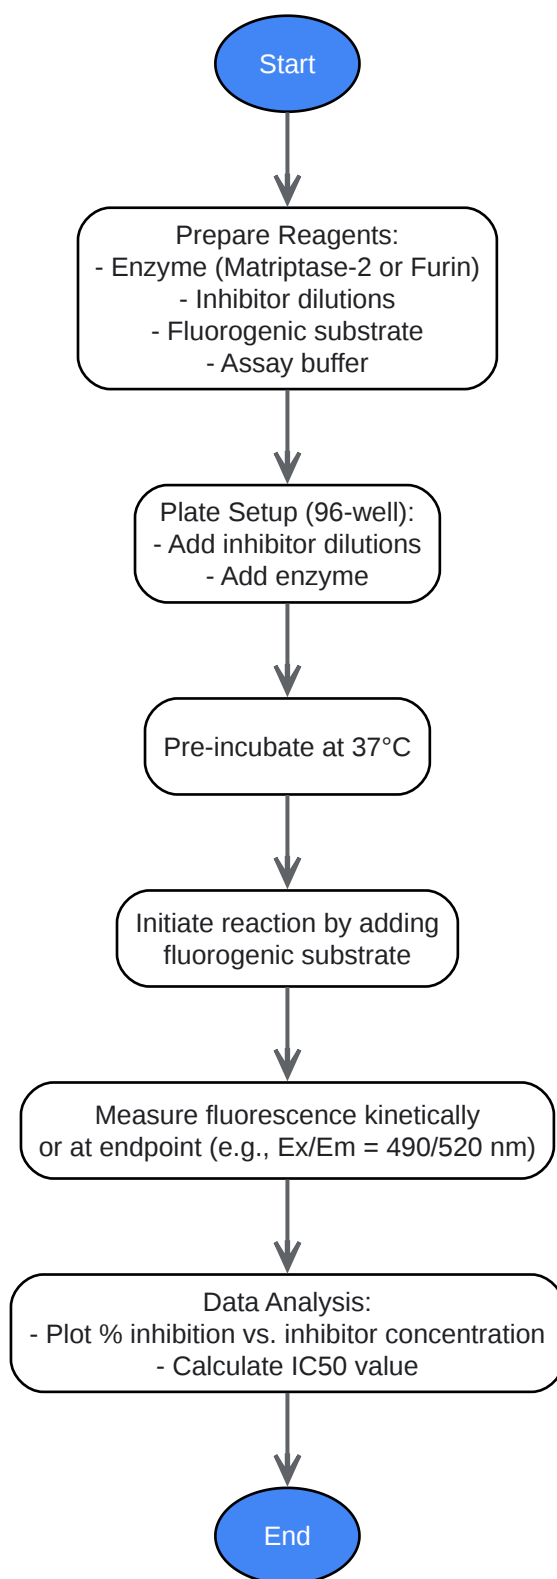 Start
Prepare Reagents:
- Enzyme (Matriptase-2 or Furin)
- Inhibitor dilutions
- Fluorogenic substrate
- Assay buffer
Plate Setup (96-well):
- Add inhibitor dilutions
- Add enzyme
Pre-incubate at 37°C
Initiate reaction by adding
fluorogenic substrate
Measure fluorescence kinetically
or at endpoint (e.g., Ex/Em = 490/520 nm)
Data Analysis:
- Plot % inhibition vs. inhibitor concentration
- Calculate IC50 value
End